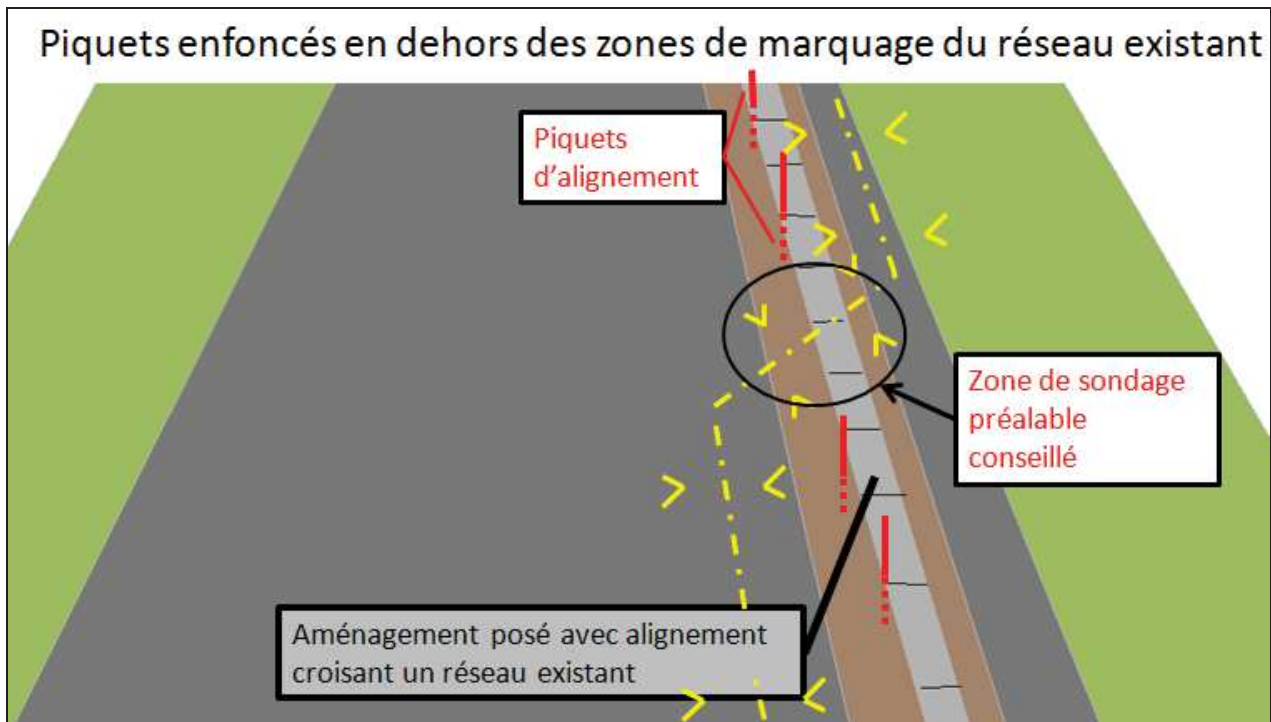 Piquets enfoncés en dehors des zones de marquage du réseau existant
Piquets
d’alignement
Zone de sondage
préalable
conseillé
Aménagement posé avec alignement
croisant un réseau existant